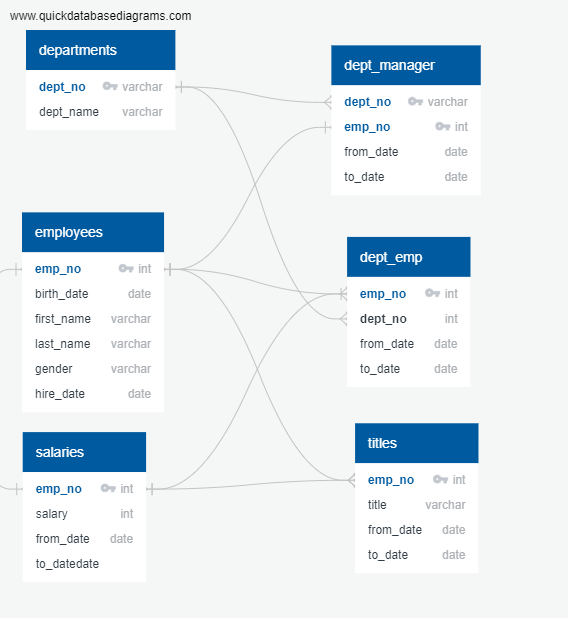 www.quickdatabasediagrams.com
departments
dept_no varchar
dept_name varchar
dept_manager
dept_no varchar
emp_no int
from_date date
to_date date
employees
emp_no int
birth_date date
first_name varchar
last_name varchar
gender varchar
hire_date date
dept_emp
emp_no int
dept_no int
from_date date
to_date date
salaries
emp_no int
salary int
from_date date
to_datedate
titles
emp_no int
title varchar
from_date date
to_date date